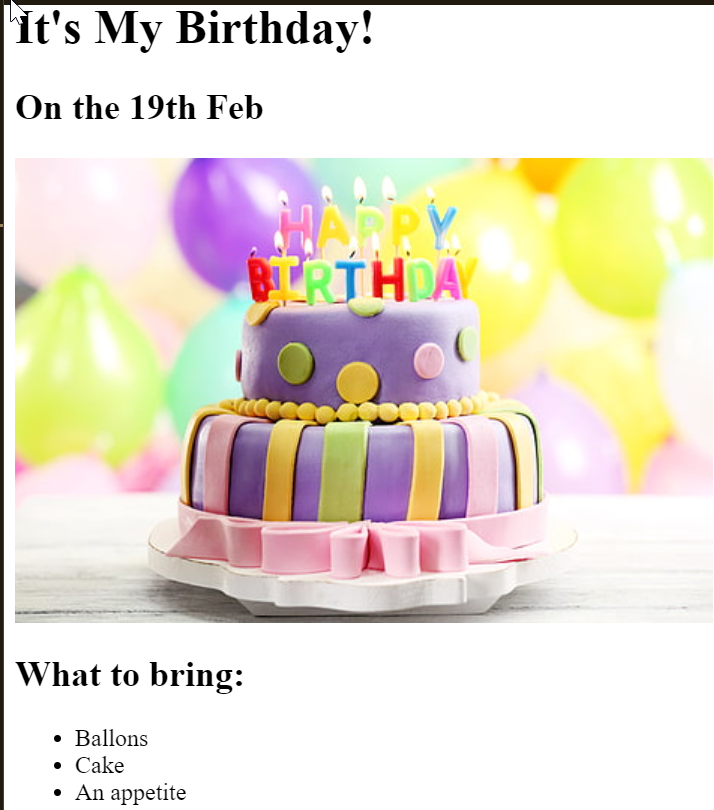 It's My Birthday!
On the 19th Feb
HAPPY
BIRTHDAY
What to bring:
Ballons
Cake
An appetite